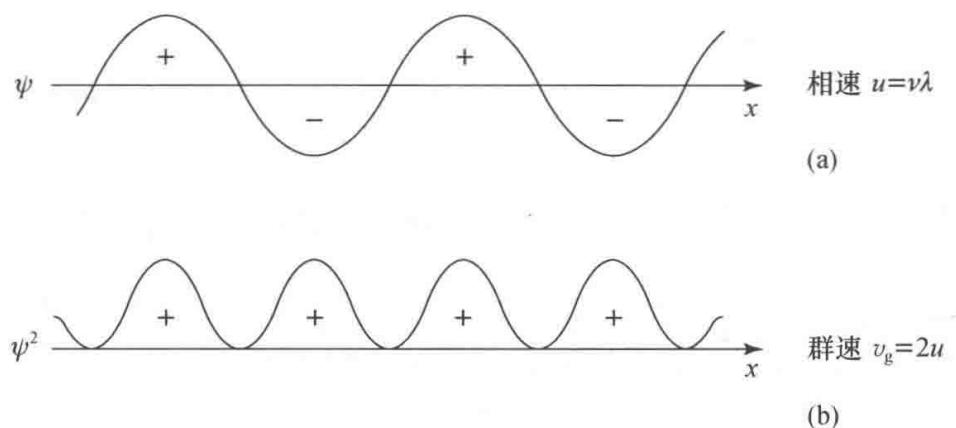 + +
ψ
x
相速 u=νλ
− −
(a)
+ + + +
ψ²
x
群速 v_g=2u
(b)